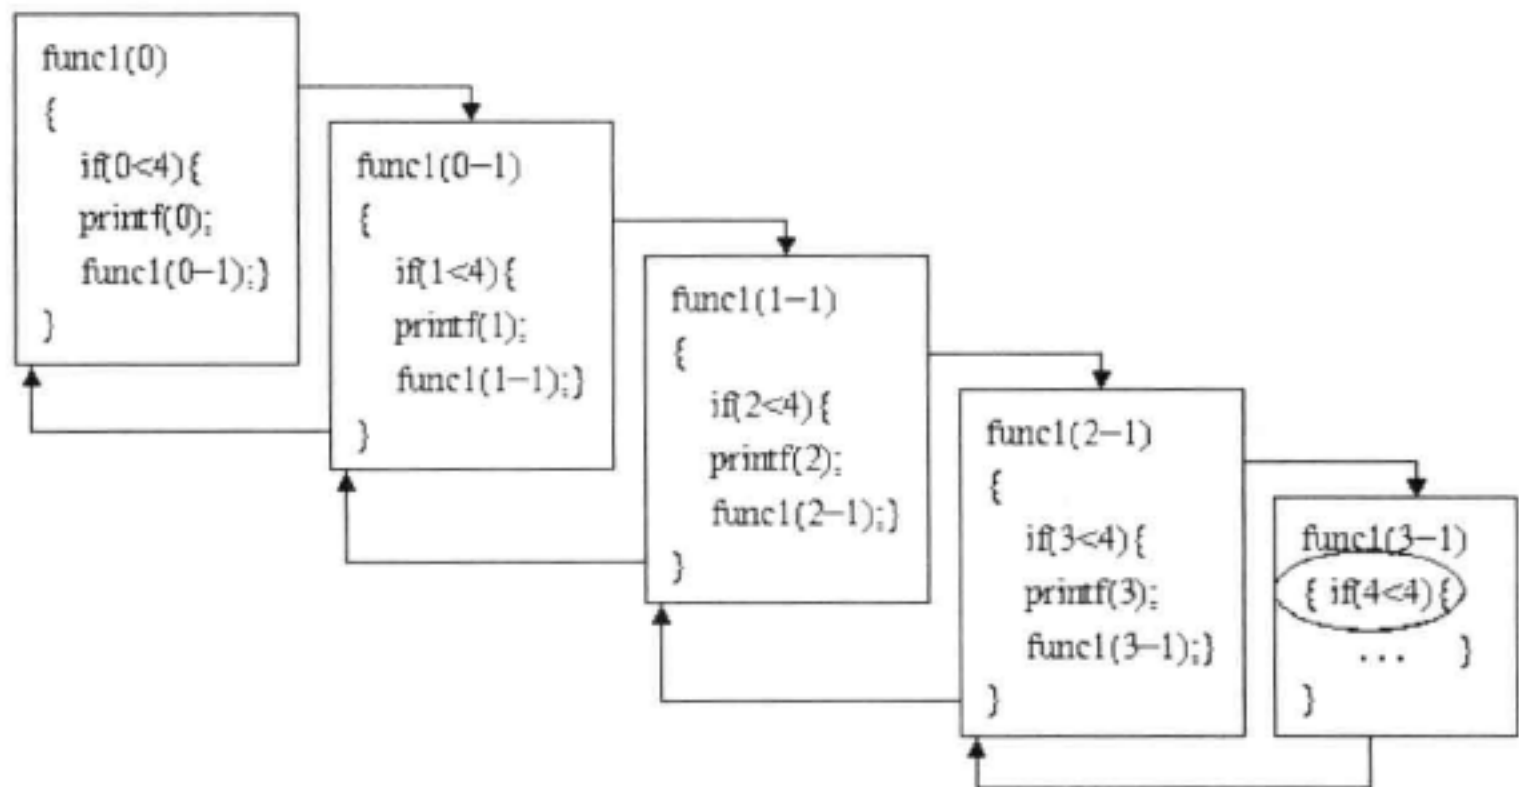 func1(0)
{
if(0<4){
printf(0);
func1(0−1);}
}
func1(0−1)
{
if(1<4){
printf(1);
func1(1−1);}
}
func1(1−1)
{
if(2<4){
printf(2);
func1(2−1);}
}
func1(2−1)
{
if(3<4){
printf(3);
func1(3−1);}
}
func1(3−1)
{ if(4<4){
... }
}